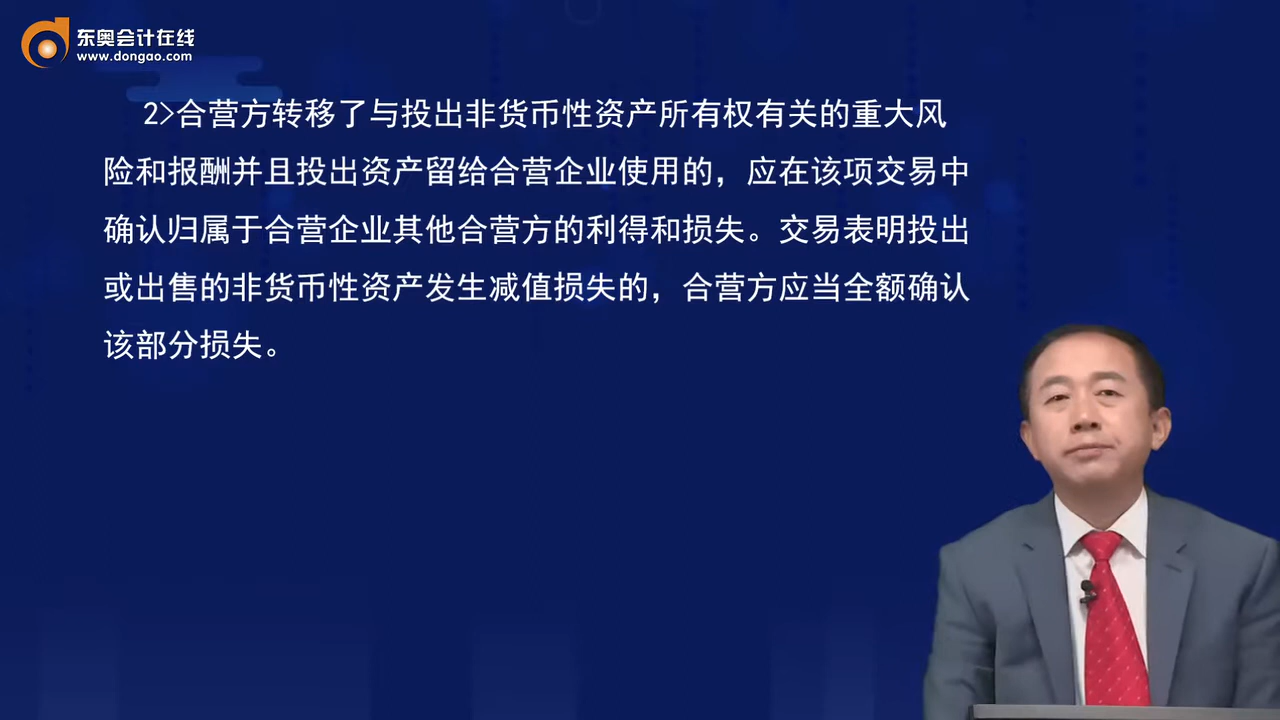 东奥会计在线
www.dongao.com
2>合营方转移了与投出非货币性资产所有权有关的重大风
险和报酬并且投出资产留给合营企业使用的，应在该项交易中
确认归属于合营企业其他合营方的利得和损失。交易表明投出
或出售的非货币性资产发生减值损失的，合营方应当全额确认
该部分损失。